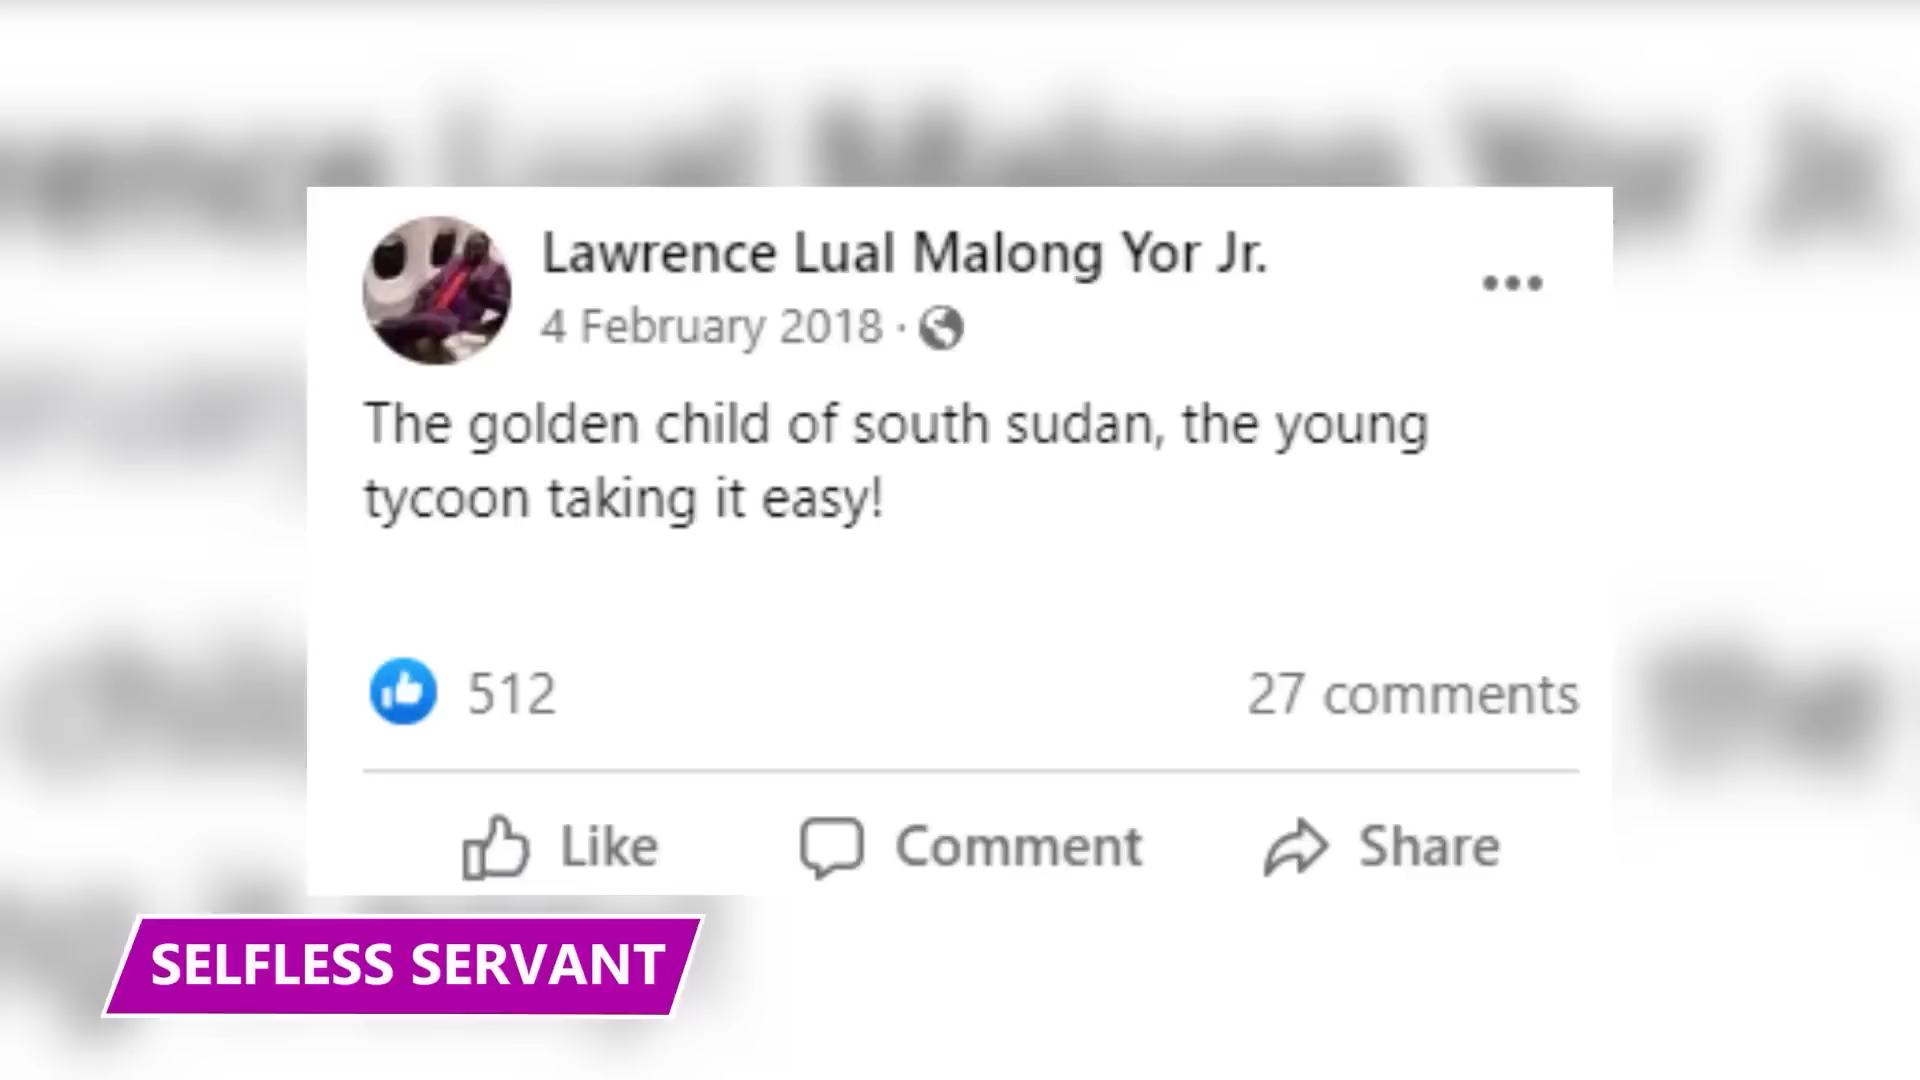 Lawrence Lual Malong Yor Jr.
4 February 2018 ·
The golden child of south sudan, the young
tycoon taking it easy!
512
27 comments
Like
Comment
Share
SELFLESS SERVANT